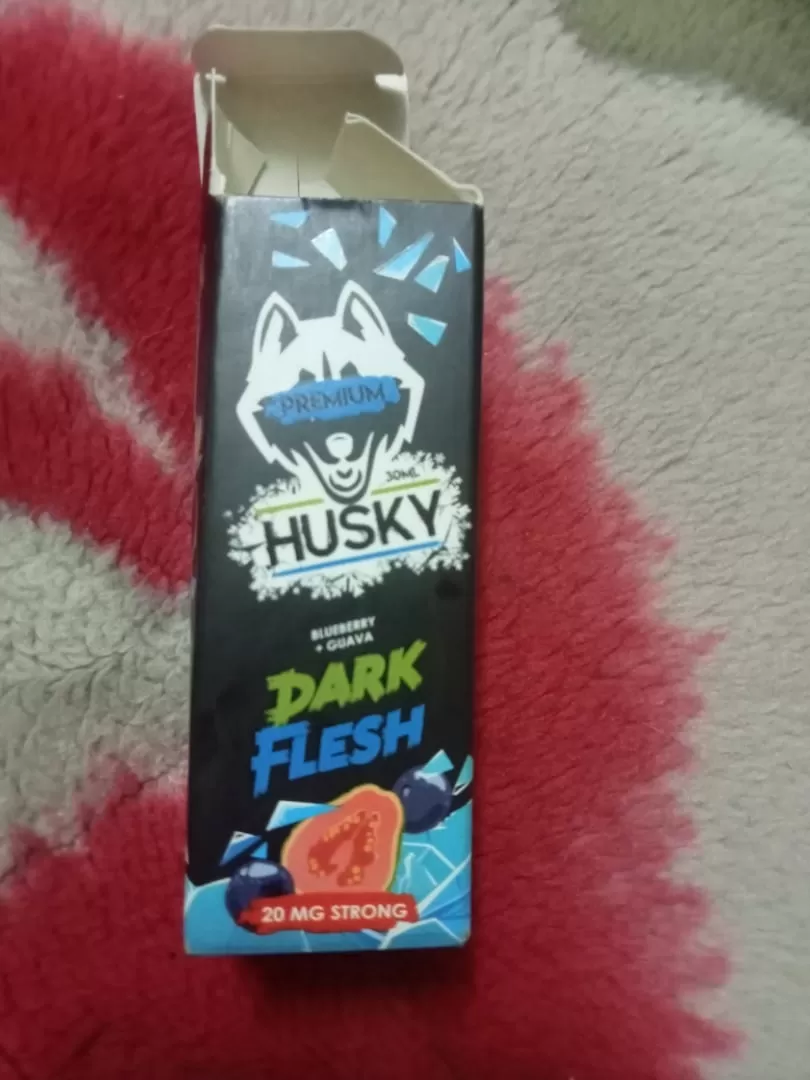 PREMIUM
30ML
HUSKY
BLUEBERRY
+ GUAVA
DARK
FLESH
20 MG STRONG